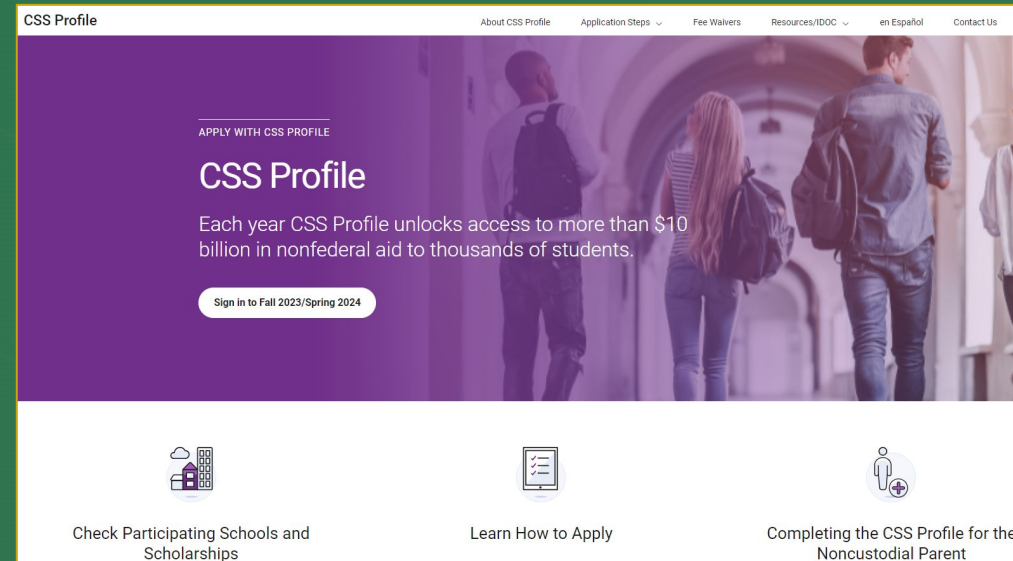 CSS Profile
About CSS Profile
Application Steps
Fee Waivers
Resources/IDOC
en Español
Contact Us
APPLY WITH CSS PROFILE
CSS Profile
Each year CSS Profile unlocks access to more than $10
billion in nonfederal aid to thousands of students.
Sign in to Fall 2023/Spring 2024
Check Participating Schools and
Scholarships
Learn How to Apply
Completing the CSS Profile for the
Noncustodial Parent